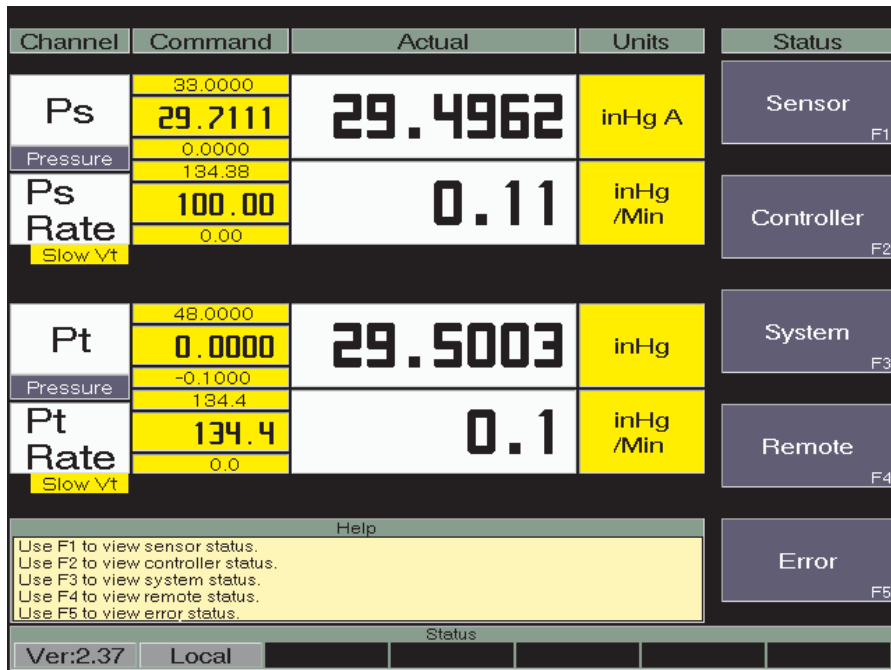 Channel Command Actual Units Status
33.0000
Ps 29.7111 29.4962 inHg A Sensor
F1
0.0000
Pressure
134.38
Ps Rate 100.00 0.11 inHg /Min Controller
F2
0.00
Slow Vt
48.0000
Pt 0.0000 29.5003 inHg System
F3
-0.1000
Pressure
134.4
Pt Rate 134.4 0.1 inHg /Min Remote
F4
0.0
Slow Vt
Help
Use F1 to view sensor status.
Use F2 to view controller status.
Use F3 to view system status.
Use F4 to view remote status.
Use F5 to view error status.
Error
F5
Status
Ver:2.37 Local